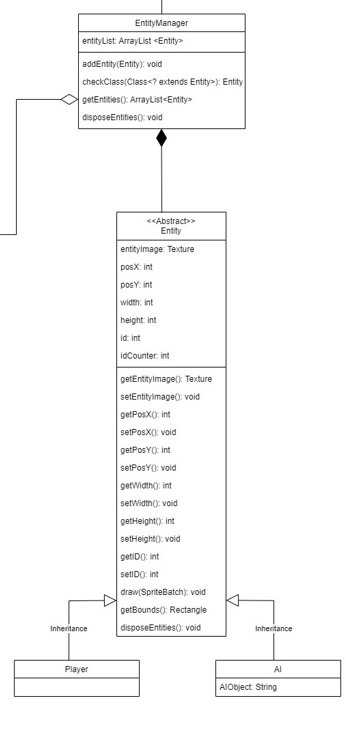 EntityManager
entityList: ArrayList <Entity>
addEntity(Entity): void
checkClass(Class<? extends Entity>): Entity
getEntities(): ArrayList<Entity>
disposeEntities(): void
<<Abstract>>
Entity
entityImage: Texture
posX: int
posY: int
width: int
height: int
id: int
idCounter: int
getEntityImage(): Texture
setEntityImage(): void
getPosX(): int
setPosX(): void
getPosY(): int
setPosY(): void
getWidth(): int
setWidth(): void
getHeight(): int
setHeight(): void
getID(): int
setID(): int
draw(SpriteBatch): void
getBounds(): Rectangle
disposeEntities(): void
Inheritance
Inheritance
Player
AI
AIObject: String